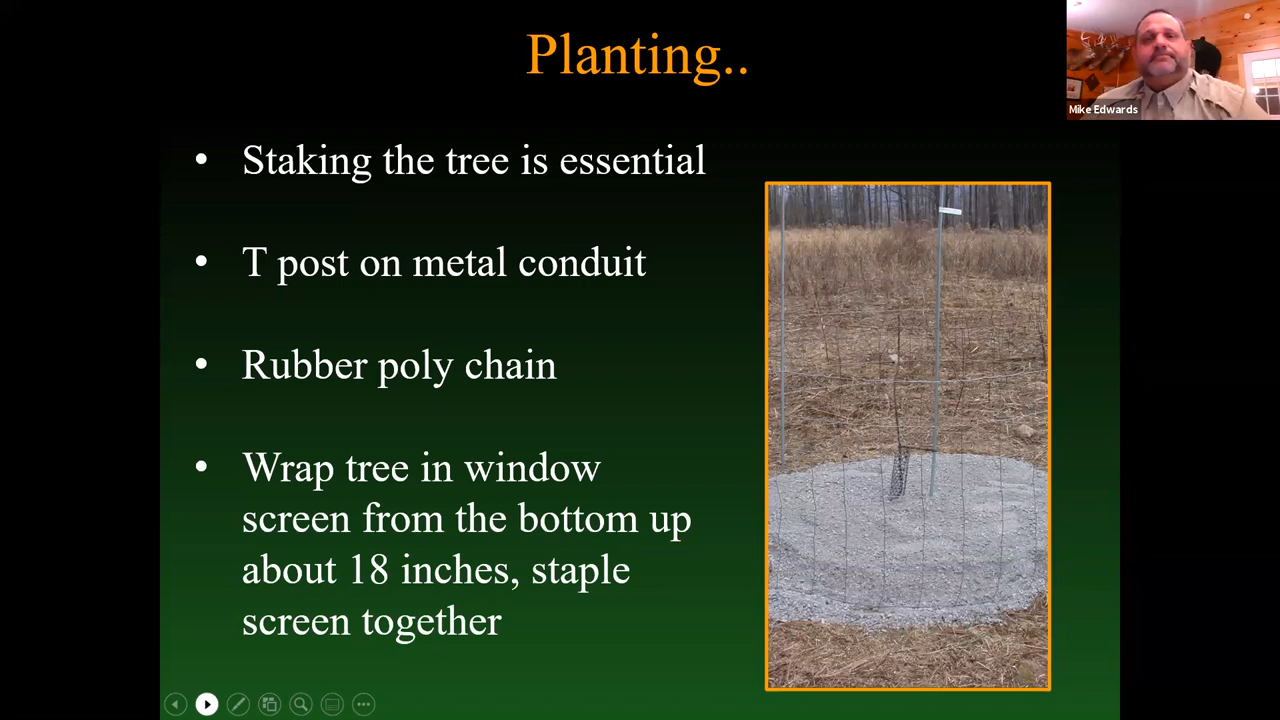 Planting..
Mike Edwards
• Staking the tree is essential
• T post on metal conduit
• Rubber poly chain
• Wrap tree in window
screen from the bottom up
about 18 inches, staple
screen together